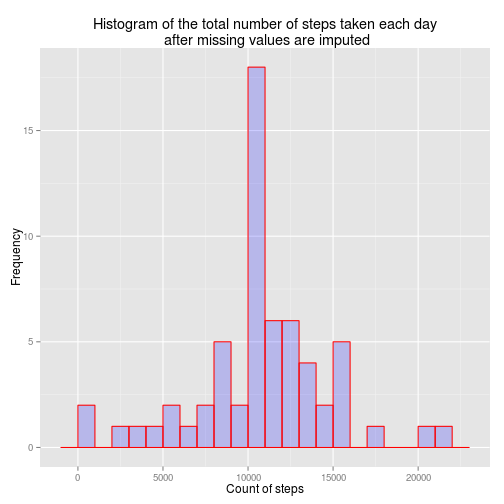 Histogram of the total number of steps taken each day
after missing values are imputed
Frequency
15
10
5
0
0 5000 10000 15000 20000
Count of steps